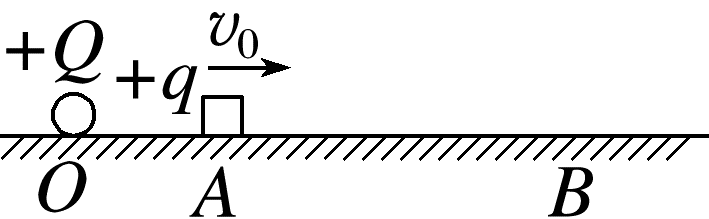 +Q +q v₀
O A B